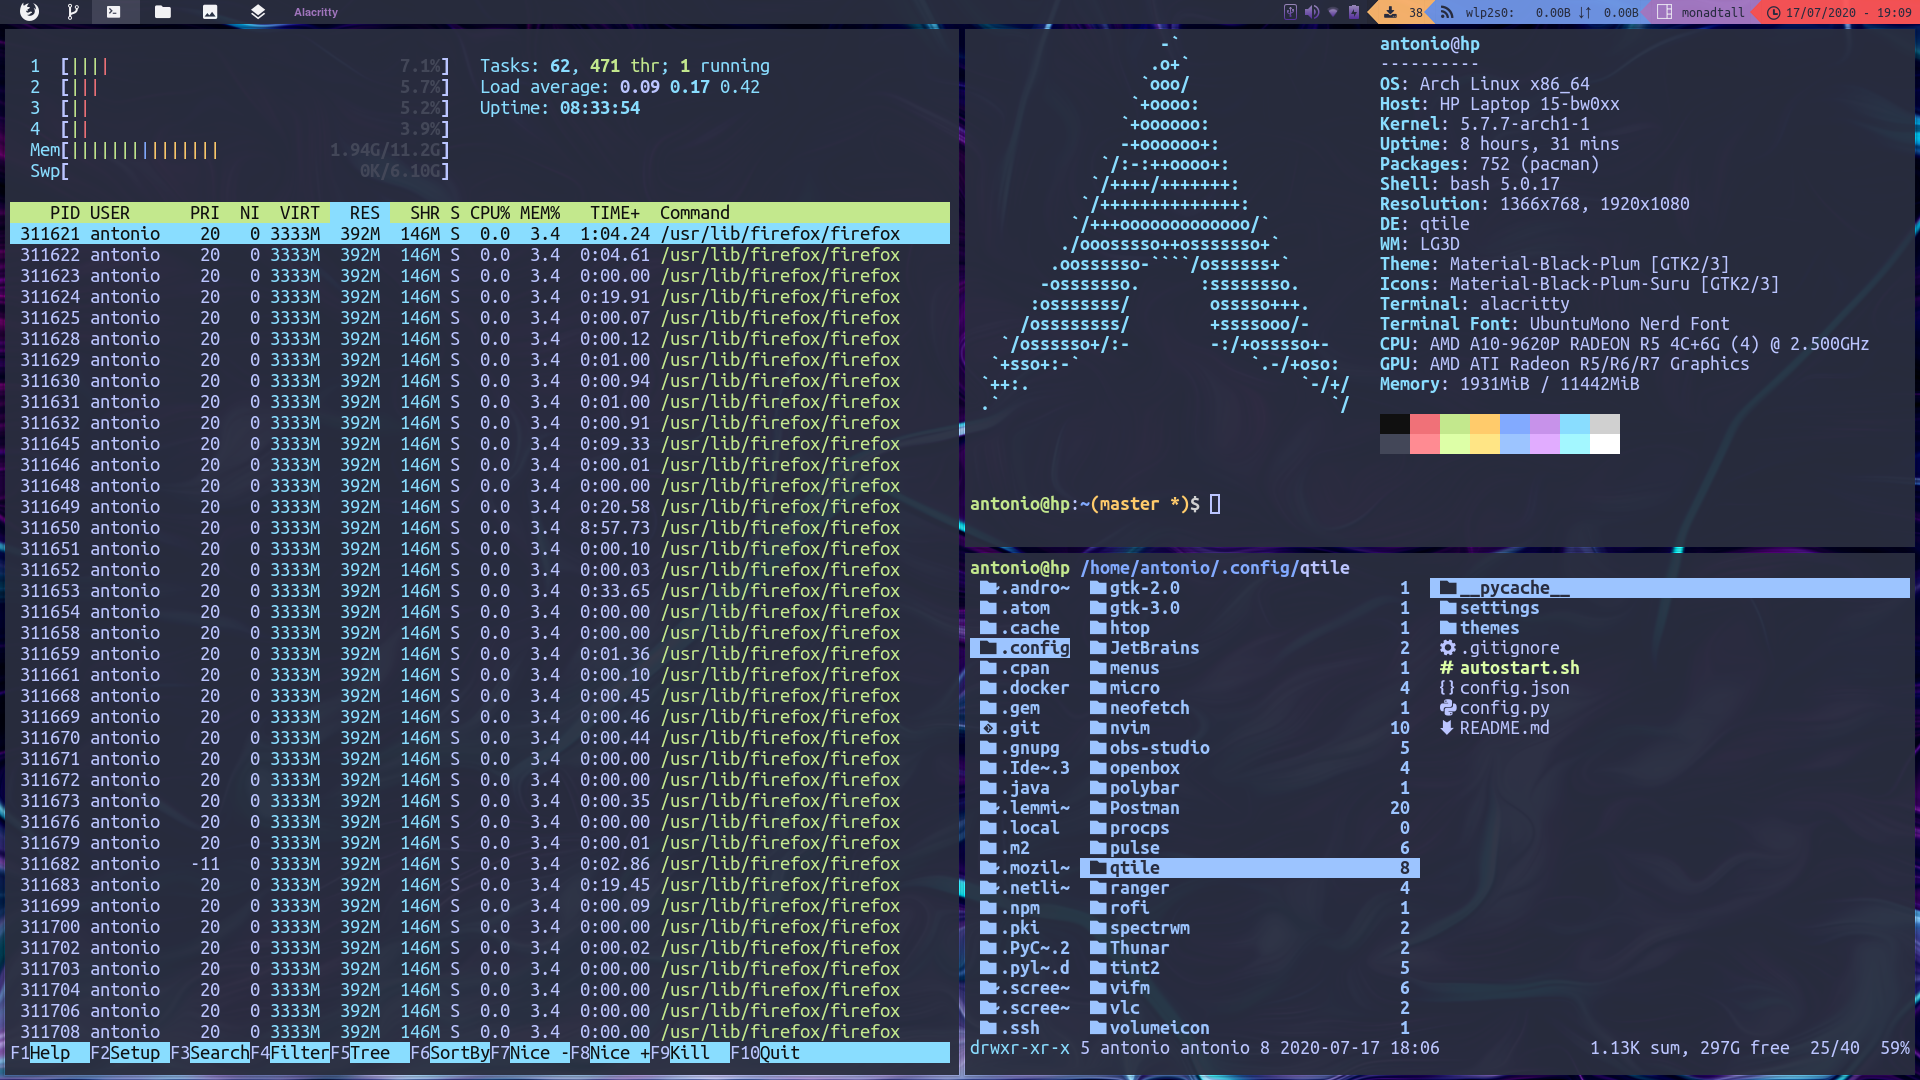 Alacritty
38
wlp2s0: 0.00B ↓↑ 0.00B
monadtall
17/07/2020 - 19:09
1 [|||| 7.1%]
2 [||| 5.7%]
3 [|| 5.2%]
4 [|| 3.9%]
Mem[||||||||||||||| 1.94G/11.2G]
Swp[ 0K/6.10G]
Tasks: 62, 471 thr; 1 running
Load average: 0.09 0.17 0.42
Uptime: 08:33:54
PID USER PRI NI VIRT RES SHR S CPU% MEM% TIME+ Command
311621 antonio 20 0 3333M 392M 146M S 0.0 3.4 1:04.24 /usr/lib/firefox/firefox
311622 antonio 20 0 3333M 392M 146M S 0.0 3.4 0:04.61 /usr/lib/firefox/firefox
311623 antonio 20 0 3333M 392M 146M S 0.0 3.4 0:00.00 /usr/lib/firefox/firefox
311624 antonio 20 0 3333M 392M 146M S 0.0 3.4 0:19.91 /usr/lib/firefox/firefox
311625 antonio 20 0 3333M 392M 146M S 0.0 3.4 0:00.07 /usr/lib/firefox/firefox
311628 antonio 20 0 3333M 392M 146M S 0.0 3.4 0:00.12 /usr/lib/firefox/firefox
311629 antonio 20 0 3333M 392M 146M S 0.0 3.4 0:01.00 /usr/lib/firefox/firefox
311630 antonio 20 0 3333M 392M 146M S 0.0 3.4 0:00.94 /usr/lib/firefox/firefox
311631 antonio 20 0 3333M 392M 146M S 0.0 3.4 0:01.00 /usr/lib/firefox/firefox
311632 antonio 20 0 3333M 392M 146M S 0.0 3.4 0:00.91 /usr/lib/firefox/firefox
311645 antonio 20 0 3333M 392M 146M S 0.0 3.4 0:09.33 /usr/lib/firefox/firefox
311646 antonio 20 0 3333M 392M 146M S 0.0 3.4 0:00.01 /usr/lib/firefox/firefox
311648 antonio 20 0 3333M 392M 146M S 0.0 3.4 0:00.00 /usr/lib/firefox/firefox
311649 antonio 20 0 3333M 392M 146M S 0.0 3.4 0:20.58 /usr/lib/firefox/firefox
311650 antonio 20 0 3333M 392M 146M S 0.0 3.4 8:57.73 /usr/lib/firefox/firefox
311651 antonio 20 0 3333M 392M 146M S 0.0 3.4 0:00.10 /usr/lib/firefox/firefox
311652 antonio 20 0 3333M 392M 146M S 0.0 3.4 0:00.03 /usr/lib/firefox/firefox
311653 antonio 20 0 3333M 392M 146M S 0.0 3.4 0:33.65 /usr/lib/firefox/firefox
311654 antonio 20 0 3333M 392M 146M S 0.0 3.4 0:00.00 /usr/lib/firefox/firefox
311658 antonio 20 0 3333M 392M 146M S 0.0 3.4 0:00.00 /usr/lib/firefox/firefox
311659 antonio 20 0 3333M 392M 146M S 0.0 3.4 0:01.36 /usr/lib/firefox/firefox
311661 antonio 20 0 3333M 392M 146M S 0.0 3.4 0:00.10 /usr/lib/firefox/firefox
311668 antonio 20 0 3333M 392M 146M S 0.0 3.4 0:00.45 /usr/lib/firefox/firefox
311669 antonio 20 0 3333M 392M 146M S 0.0 3.4 0:00.46 /usr/lib/firefox/firefox
311670 antonio 20 0 3333M 392M 146M S 0.0 3.4 0:00.44 /usr/lib/firefox/firefox
311671 antonio 20 0 3333M 392M 146M S 0.0 3.4 0:00.00 /usr/lib/firefox/firefox
311672 antonio 20 0 3333M 392M 146M S 0.0 3.4 0:00.00 /usr/lib/firefox/firefox
311673 antonio 20 0 3333M 392M 146M S 0.0 3.4 0:00.35 /usr/lib/firefox/firefox
311676 antonio 20 0 3333M 392M 146M S 0.0 3.4 0:00.00 /usr/lib/firefox/firefox
311679 antonio 20 0 3333M 392M 146M S 0.0 3.4 0:00.01 /usr/lib/firefox/firefox
311682 antonio -11 0 3333M 392M 146M S 0.0 3.4 0:02.86 /usr/lib/firefox/firefox
311683 antonio 20 0 3333M 392M 146M S 0.0 3.4 0:19.45 /usr/lib/firefox/firefox
311699 antonio 20 0 3333M 392M 146M S 0.0 3.4 0:00.09 /usr/lib/firefox/firefox
311700 antonio 20 0 3333M 392M 146M S 0.0 3.4 0:00.00 /usr/lib/firefox/firefox
311702 antonio 20 0 3333M 392M 146M S 0.0 3.4 0:00.02 /usr/lib/firefox/firefox
311703 antonio 20 0 3333M 392M 146M S 0.0 3.4 0:00.00 /usr/lib/firefox/firefox
311704 antonio 20 0 3333M 392M 146M S 0.0 3.4 0:00.00 /usr/lib/firefox/firefox
311706 antonio 20 0 3333M 392M 146M S 0.0 3.4 0:00.00 /usr/lib/firefox/firefox
311708 antonio 20 0 3333M 392M 146M S 0.0 3.4 0:00.00 /usr/lib/firefox/firefox
F1Help F2Setup F3SearchF4FilterF5Tree F6SortByF7Nice -F8Nice +F9Kill F10Quit
-`
.o+`
`ooo/
`+oooo:
`+oooooo:
-+oooooo+:
`/:-:++oooo+:
`/++++/+++++++:
`/++++++++++++++:
`/+++ooooooooooooo/`
./ooosssso++osssssso+`
.oossssso-````/ossssss+`
-osssssso. :ssssssso.
:osssssss/ osssso+++.
/ossssssss/ +ssssooo/-
`/ossssso+/:- -:/+osssso+-
`+sso+:-` `.-/+oso:
`++:. `-/+/
.` `/
antonio@hp
----------
OS: Arch Linux x86_64
Host: HP Laptop 15-bw0xx
Kernel: 5.7.7-arch1-1
Uptime: 8 hours, 31 mins
Packages: 752 (pacman)
Shell: bash 5.0.17
Resolution: 1366x768, 1920x1080
DE: qtile
WM: LG3D
Theme: Material-Black-Plum [GTK2/3]
Icons: Material-Black-Plum-Suru [GTK2/3]
Terminal: alacritty
Terminal Font: UbuntuMono Nerd Font
CPU: AMD A10-9620P RADEON R5 4C+6G (4) @ 2.500GHz
GPU: AMD ATI Radeon R5/R6/R7 Graphics
Memory: 1931MiB / 11442MiB
antonio@hp:~(master *)$
antonio@hp /home/antonio/.config/qtile
.andro~ gtk-2.0 1 __pycache__
.atom gtk-3.0 1 settings
.cache htop 1 themes
.config JetBrains 2 .gitignore
.cpan menus 1 # autostart.sh
.docker micro 4 {} config.json
.gem neofetch 1 config.py
.git nvim 10 README.md
.gnupg obs-studio 5
.Ide~.3 openbox 4
.java polybar 1
.lemmi~ Postman 20
.local procps 0
.m2 pulse 6
.mozil~ qtile 8
.netli~ ranger 4
.npm rofi 1
.pki spectrwm 2
.PyC~.2 Thunar 2
.pyl~.d tint2 5
.scree~ vifm 6
.scree~ vlc 2
.ssh volumeicon 1
drwxr-xr-x 5 antonio antonio 8 2020-07-17 18:06 1.13K sum, 297G free 25/40 59%